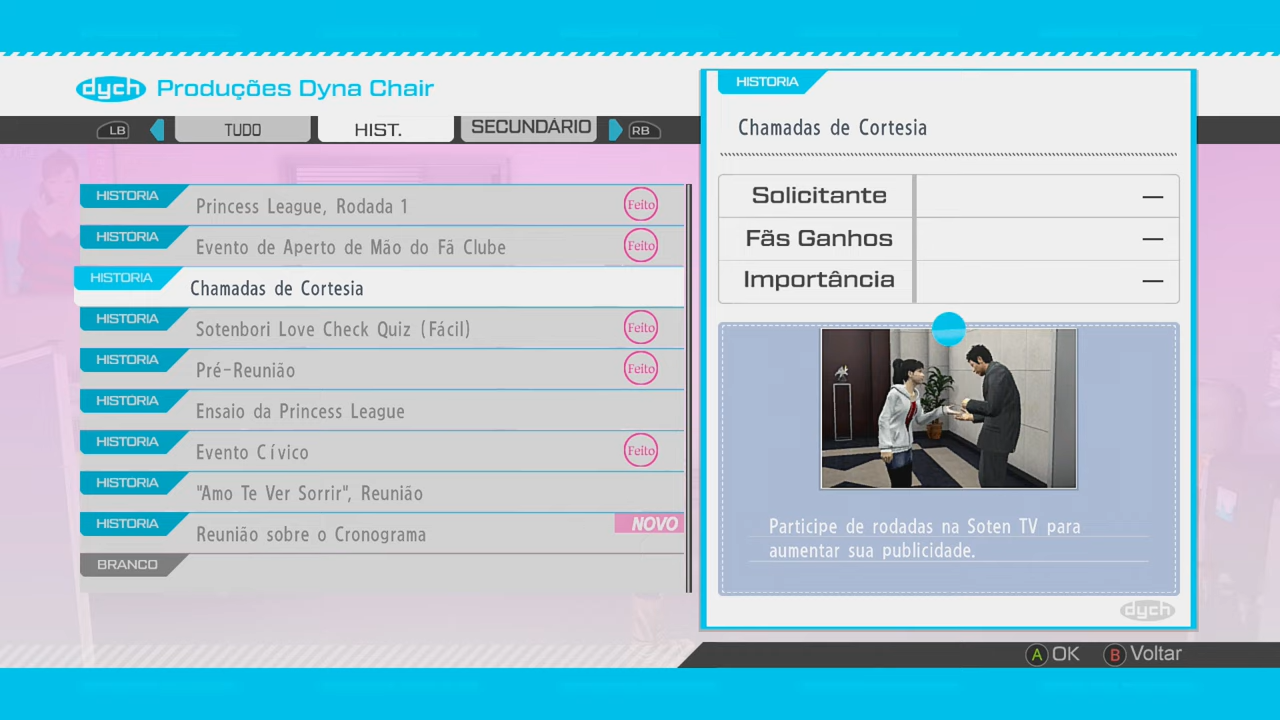 dych Produções Dyna Chair
LB TUDO HIST. SECUNDÁRIO RB
HISTORIA Princess League, Rodada 1 Feito
HISTORIA Evento de Aperto de Mão do Fã Clube Feito
HISTORIA Chamadas de Cortesia
HISTORIA Sotenbori Love Check Quiz (Fácil) Feito
HISTORIA Pré-Reunião Feito
HISTORIA Ensaio da Princess League
HISTORIA Evento Cívico Feito
HISTORIA "Amo Te Ver Sorrir", Reunião
HISTORIA Reunião sobre o Cronograma NOVO
BRANCO
HISTORIA
Chamadas de Cortesia
Solicitante —
Fãs Ganhos —
Importância —
Participe de rodadas na Soten TV para
aumentar sua publicidade.
dych
A OK B Voltar